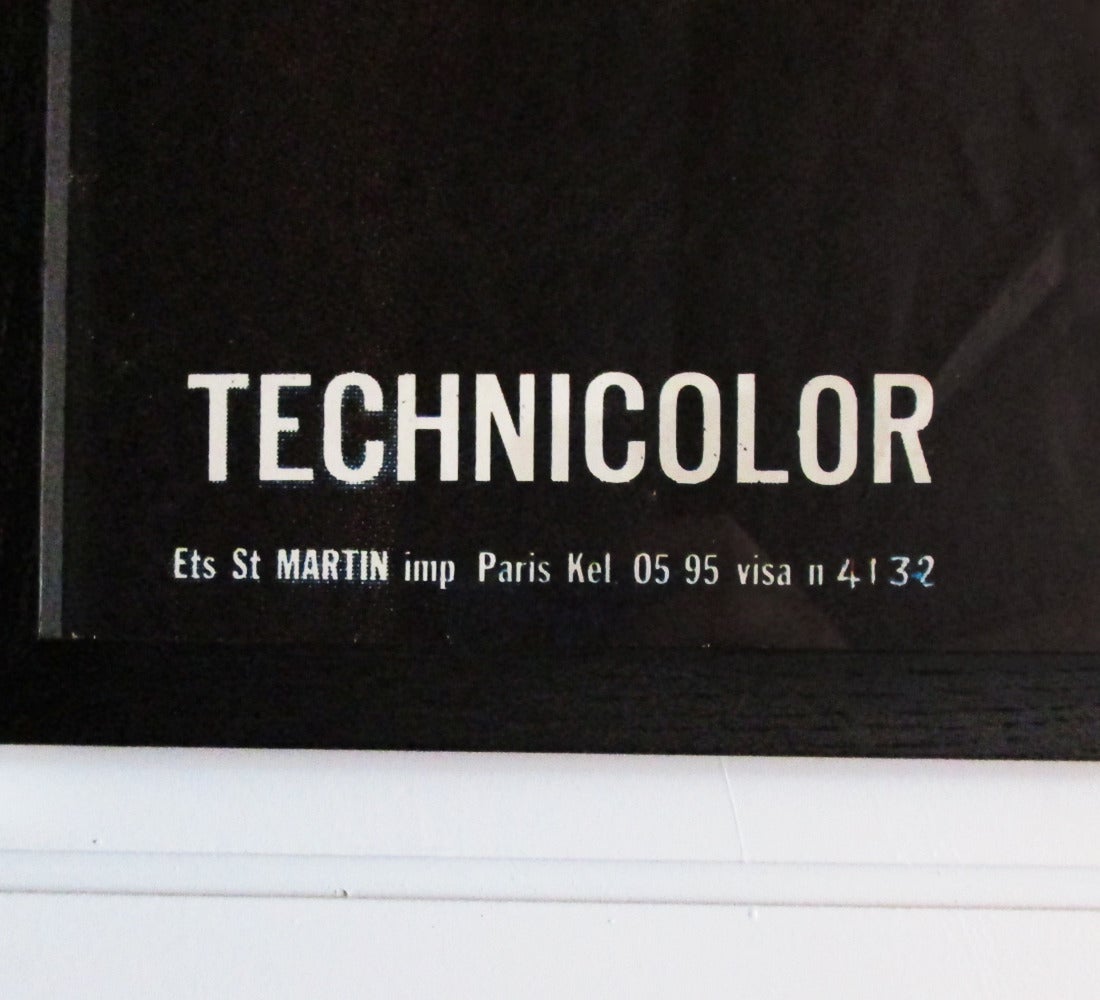 TECHNICOLOR
Ets St MARTIN imp Paris Kel 05 95 visa n 4132